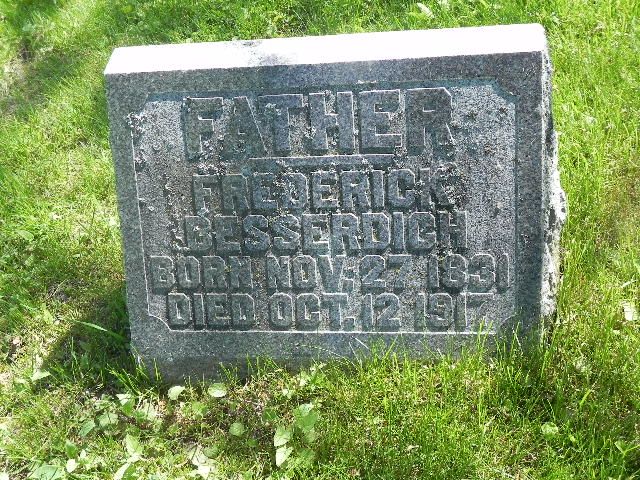 FATHER
FREDERICK
BESSERDICH
BORN NOV. 27, 1831
DIED OCT. 12 1917